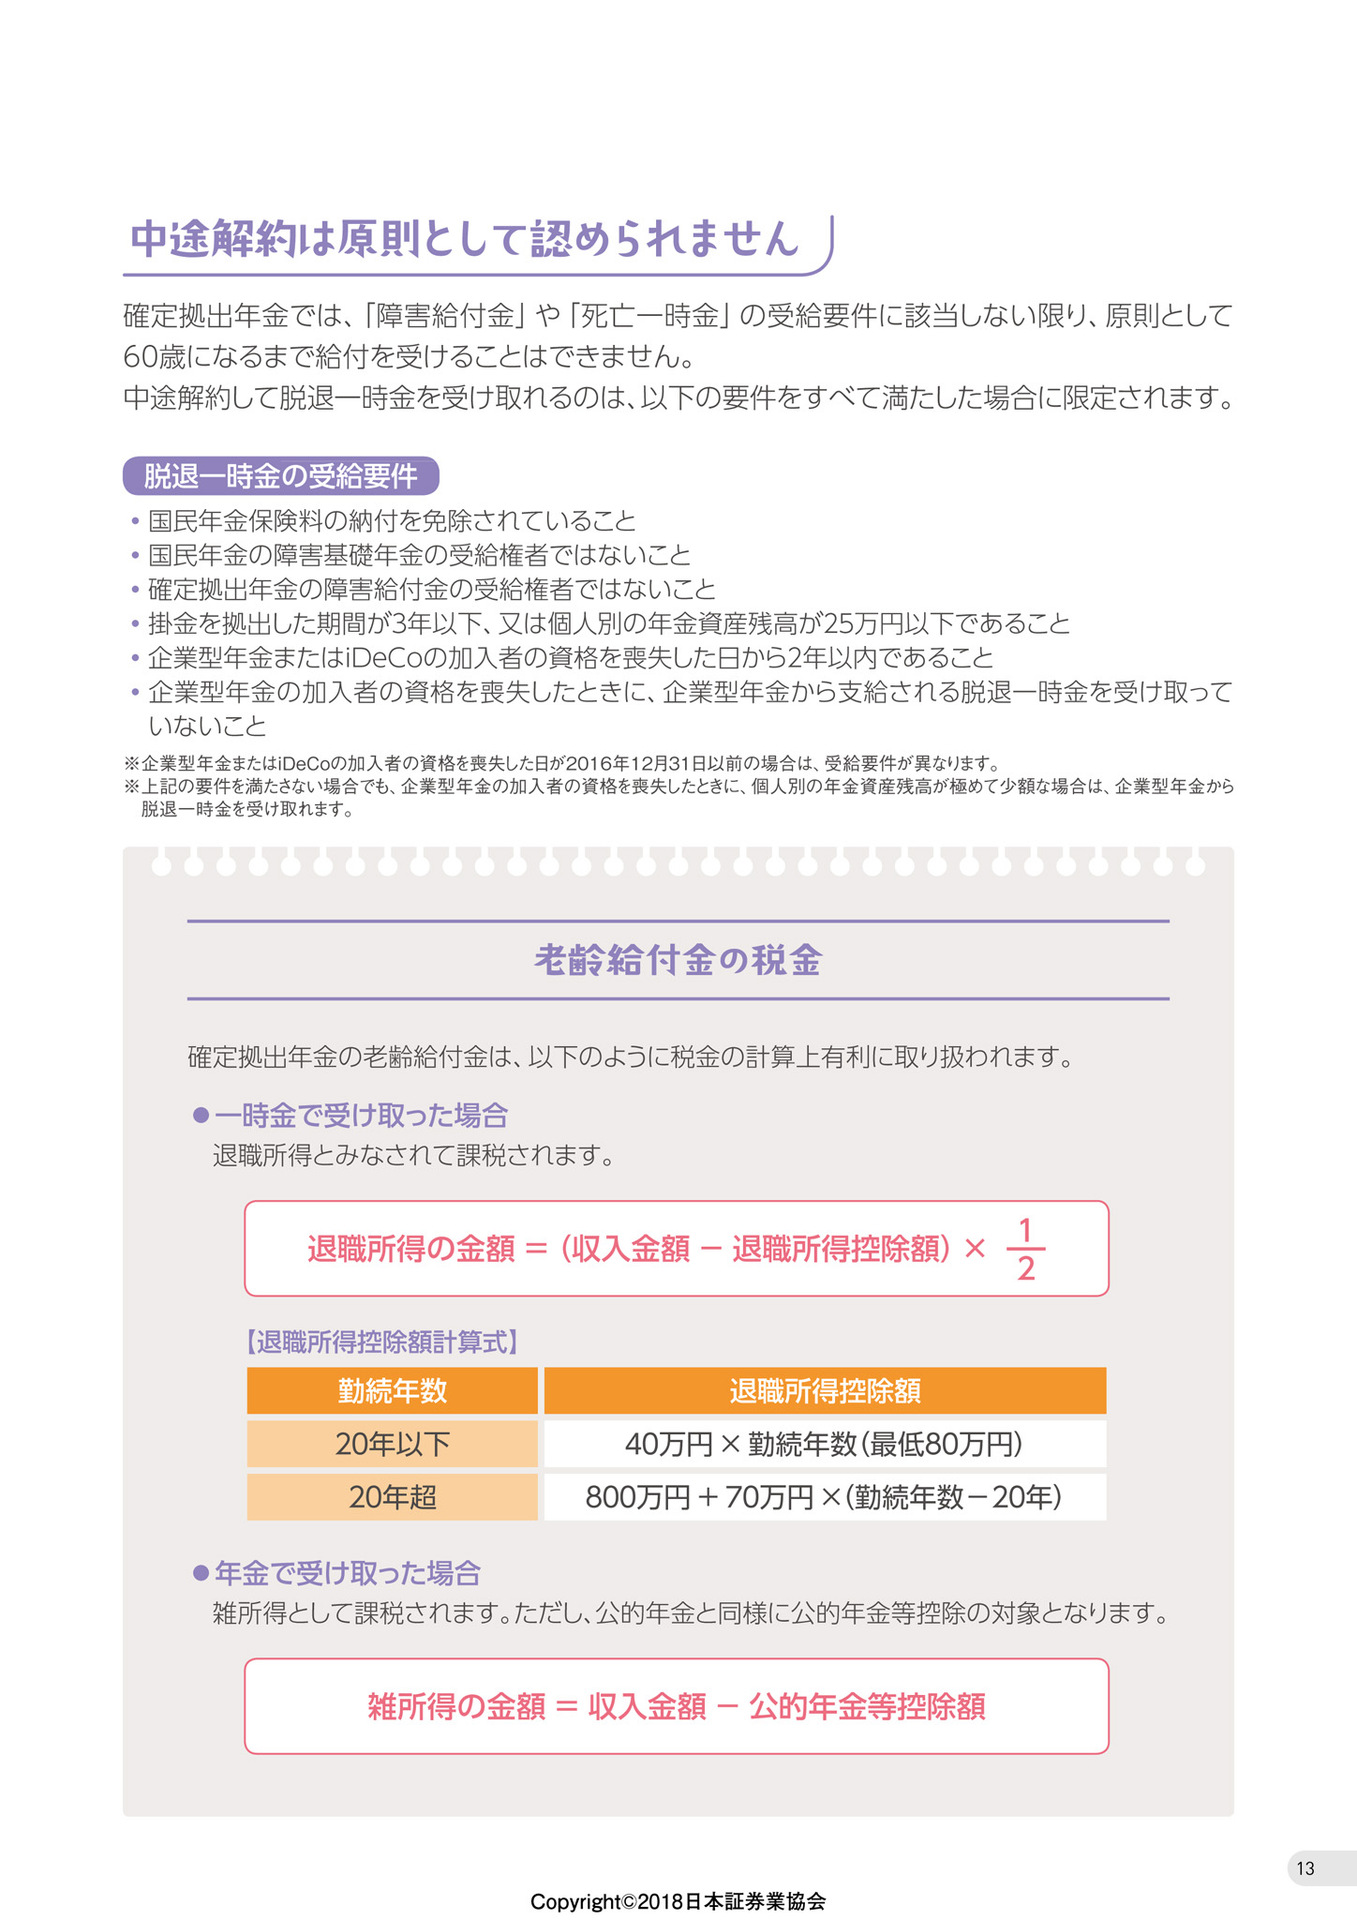 中途解約は原則として認められません
確定拠出年金では、「障害給付金」や「死亡一時金」の受給要件に該当しない限り、原則として
60歳になるまで給付を受けることはできません。
中途解約して脱退一時金を受け取れるのは、以下の要件をすべて満たした場合に限定されます。
脱退一時金の受給要件
・国民年金保険料の納付を免除されていること
・国民年金の障害基礎年金の受給権者ではないこと
・確定拠出年金の障害給付金の受給権者ではないこと
・掛金を拠出した期間が3年以下、又は個人別の年金資産残高が25万円以下であること
・企業型年金またはiDeCoの加入者の資格を喪失した日から2年以内であること
・企業型年金の加入者の資格を喪失したときに、企業型年金から支給される脱退一時金を受け取って
いないこと
※企業型年金またはiDeCoの加入者の資格を喪失した日が2016年12月31日以前の場合は、受給要件が異なります。
※上記の要件を満たさない場合でも、企業型年金の加入者の資格を喪失したときに、個人別の年金資産残高が極めて少額な場合は、企業型年金から
脱退一時金を受け取れます。
老齢給付金の税金
確定拠出年金の老齢給付金は、以下のように税金の計算上有利に取り扱われます。
●一時金で受け取った場合
退職所得とみなされて課税されます。
退職所得の金額 ＝（収入金額 － 退職所得控除額）× 1/2
【退職所得控除額計算式】
勤続年数 退職所得控除額
20年以下 40万円 × 勤続年数（最低80万円）
20年超 800万円 ＋ 70万円 ×（勤続年数－20年）
●年金で受け取った場合
雑所得として課税されます。ただし、公的年金と同様に公的年金等控除の対象となります。
雑所得の金額 ＝ 収入金額 － 公的年金等控除額
13
Copyright©2018日本証券業協会